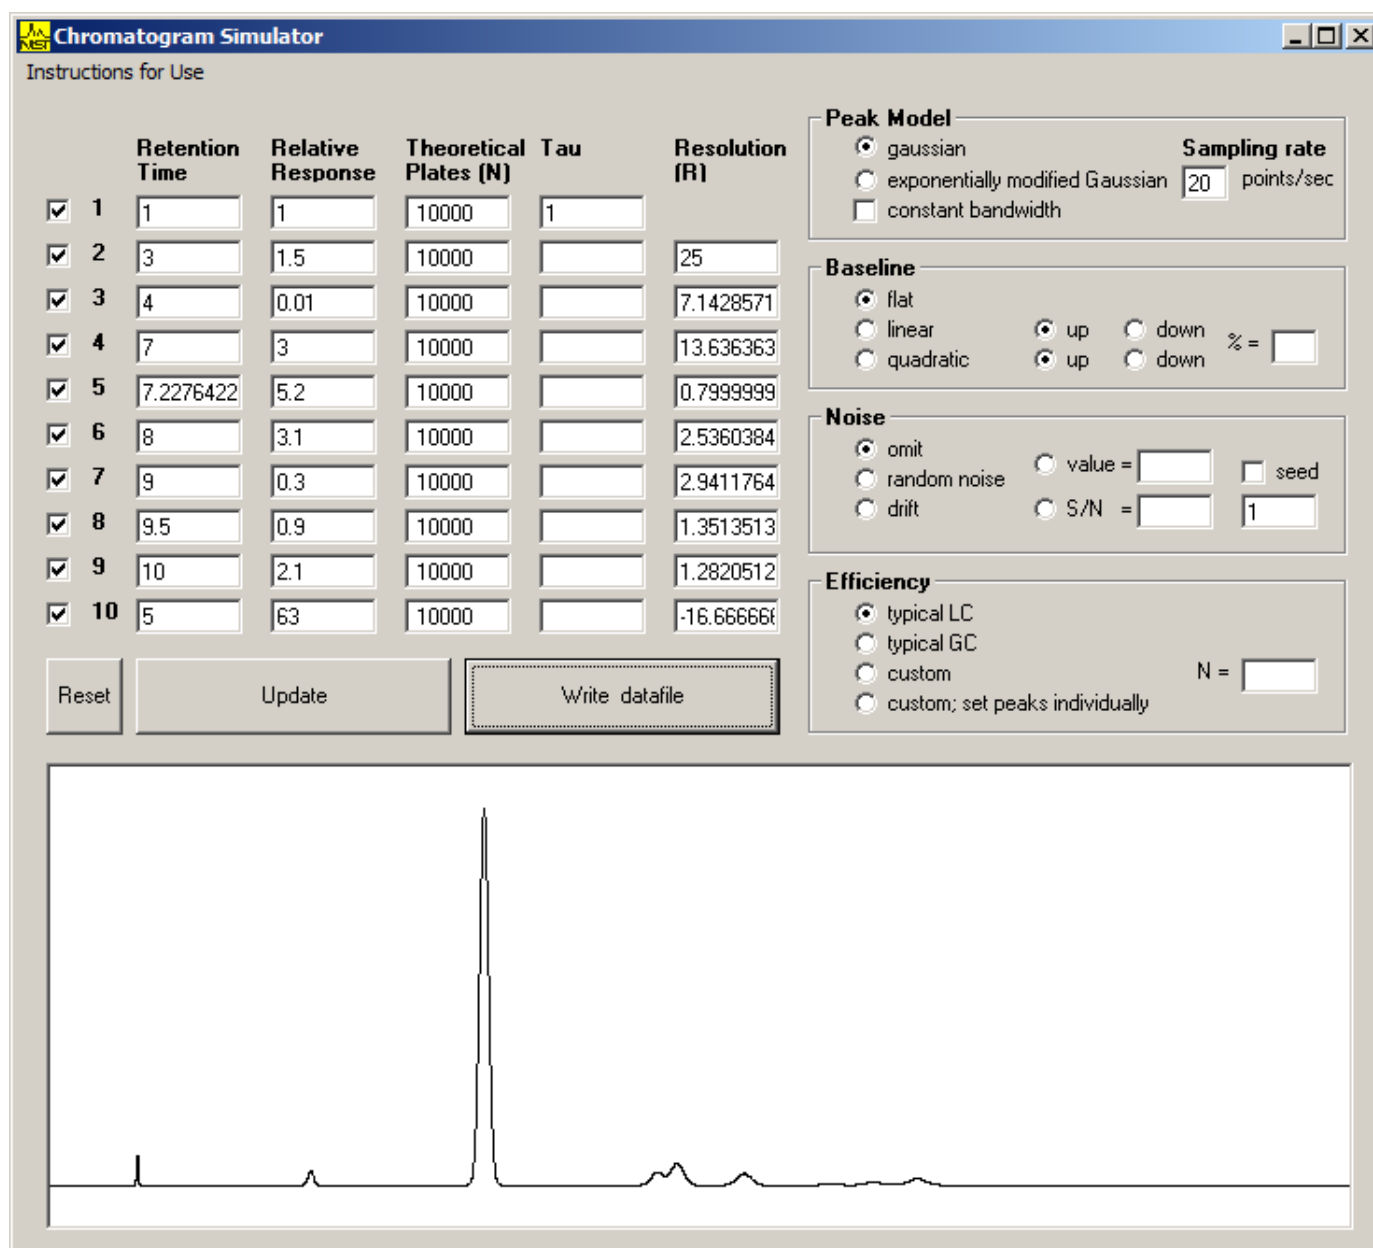 NIST Chromatogram Simulator
Instructions for Use
Retention Time Relative Response Theoretical Plates (N) Tau Resolution (R)
1 1 1 10000 1
2 3 1.5 10000 25
3 4 0.01 10000 7.1428571
4 7 3 10000 13.636363
5 7.2276422 5.2 10000 0.7999999
6 8 3.1 10000 2.5360384
7 9 0.3 10000 2.9411764
8 9.5 0.9 10000 1.3513513
9 10 2.1 10000 1.2820512
10 5 63 10000 -16.666666
Reset Update Write datafile
Peak Model
gaussian Sampling rate
exponentially modified Gaussian 20 points/sec
constant bandwidth
Baseline
flat
linear up down % =
quadratic up down
Noise
omit value = seed
random noise
drift S/N = 1
Efficiency
typical LC
typical GC
custom N =
custom; set peaks individually